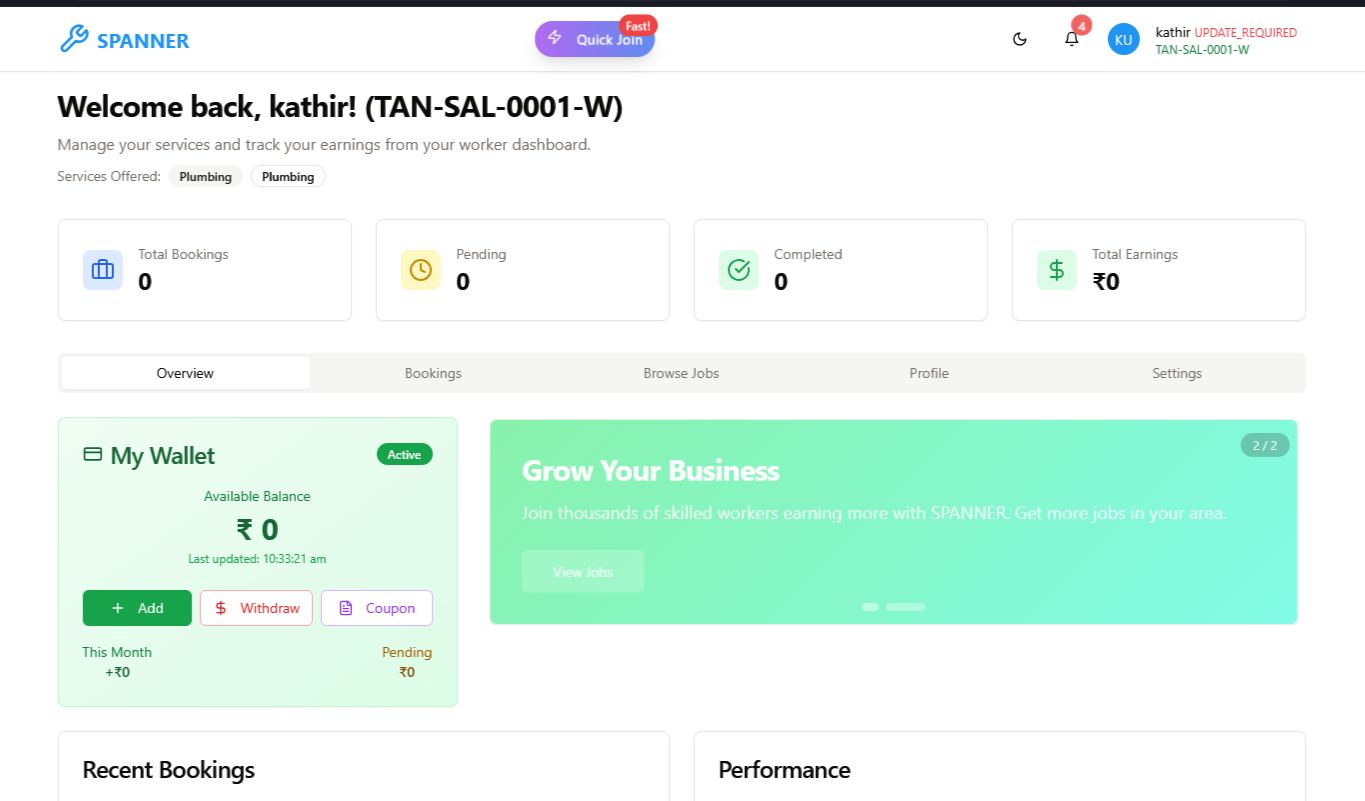 SPANNER
Quick Join
Fast!
4
KU
kathir UPDATE_REQUIRED
TAN-SAL-0001-W
Welcome back, kathir! (TAN-SAL-0001-W)
Manage your services and track your earnings from your worker dashboard.
Services Offered: Plumbing Plumbing
Total Bookings
0
Pending
0
Completed
0
Total Earnings
₹0
Overview Bookings Browse Jobs Profile Settings
My Wallet
Active
Available Balance
₹ 0
Last updated: 10:33:21 am
Add Withdraw Coupon
This Month
+₹0
Pending
₹0
2 / 2
Grow Your Business
Join thousands of skilled workers earning more with SPANNER. Get more jobs in your area.
View Jobs
Recent Bookings
Performance